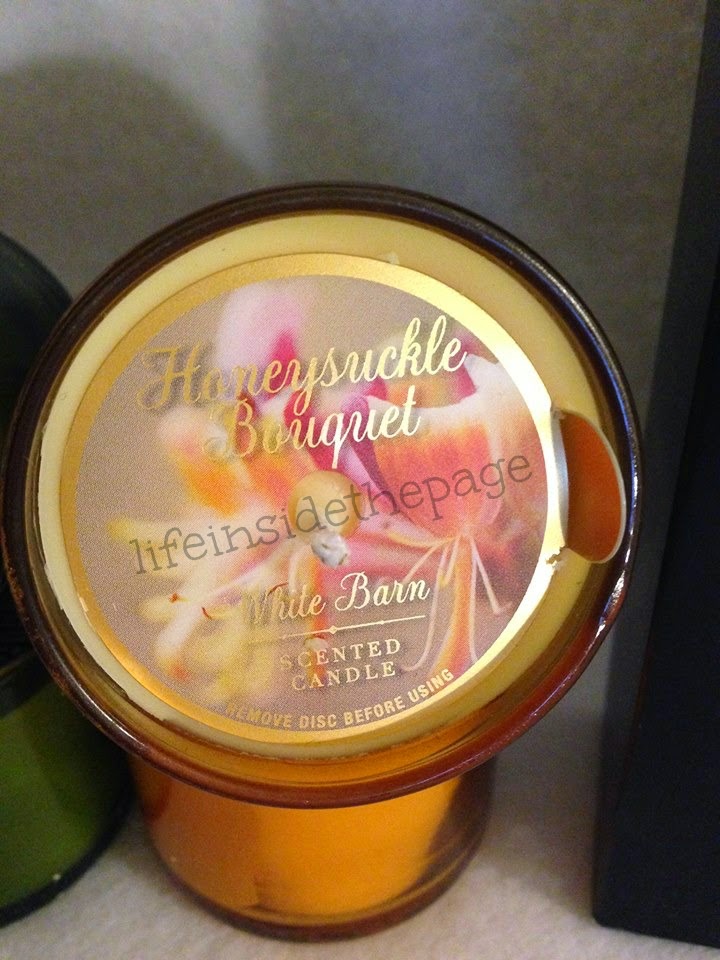 Honeysuckle
Bouquet
lifeinsidethepage
White Barn
SCENTED
CANDLE
REMOVE DISC BEFORE USING